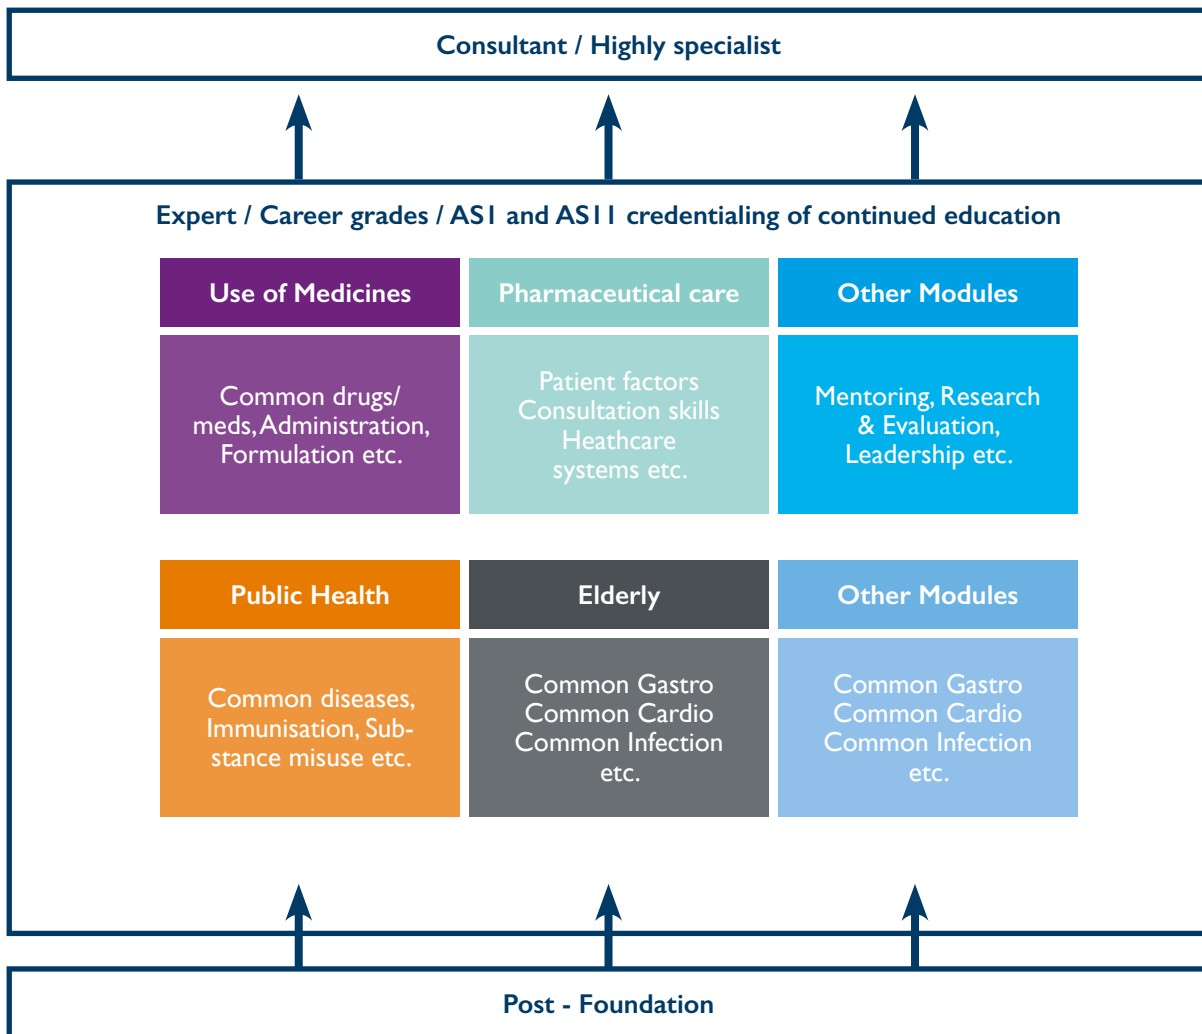 Consultant / Highly specialist
Expert / Career grades / AS1 and AS11 credentialing of continued education
Use of Medicines
Common drugs/
meds, Administration,
Formulation etc.
Pharmaceutical care
Patient factors
Consultation skills
Heathcare
systems etc.
Other Modules
Mentoring, Research
& Evaluation,
Leadership etc.
Public Health
Common diseases,
Immunisation, Sub-
stance misuse etc.
Elderly
Common Gastro
Common Cardio
Common Infection
etc.
Other Modules
Common Gastro
Common Cardio
Common Infection
etc.
Post - Foundation